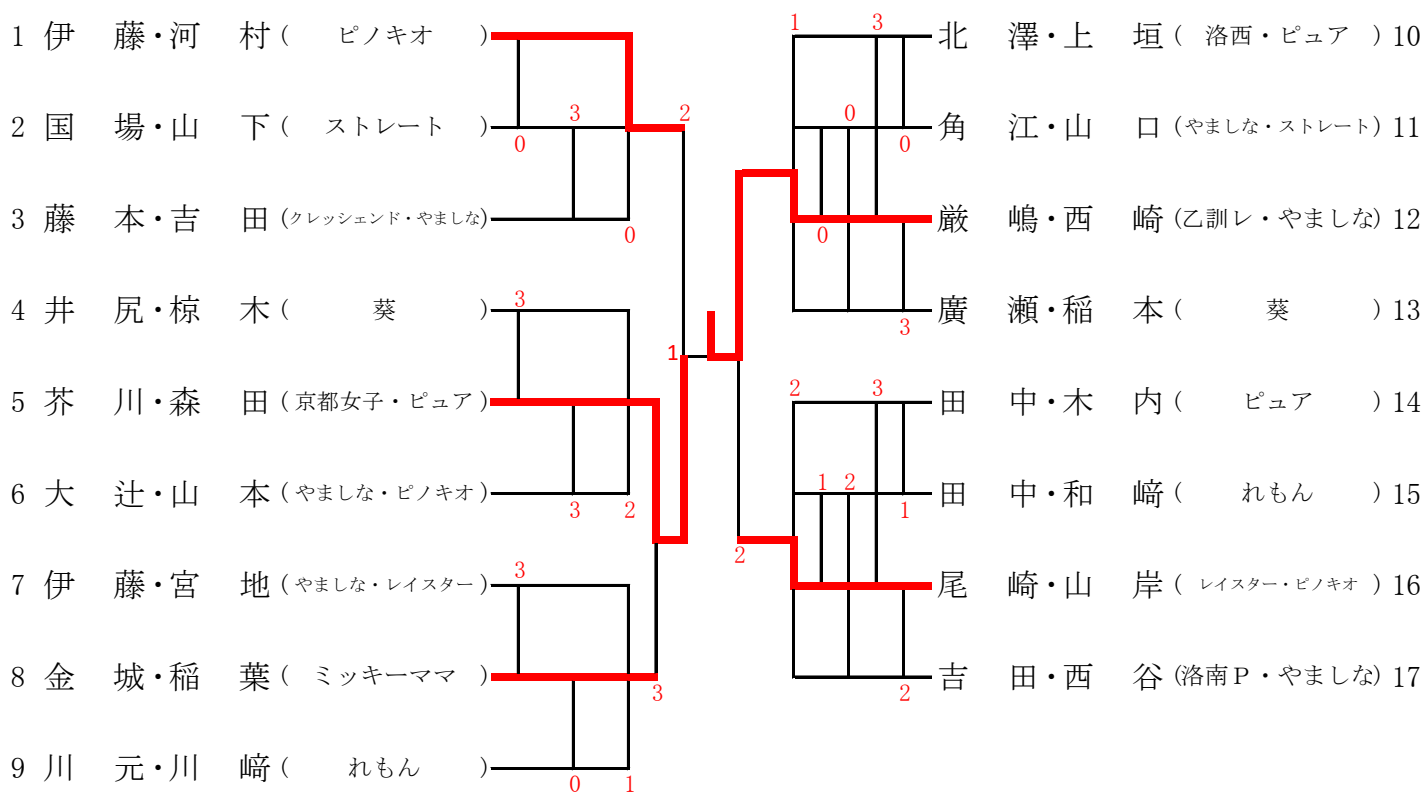 1 伊 藤・河 村 ( ピノキオ )
2 国 場・山 下 ( ストレート )
3 藤 本・吉 田 (クレッシェンド・やましな)
4 井 尻・椋 木 ( 葵 )
5 芥 川・森 田 (京都女子・ピュア)
6 大 辻・山 本 (やましな・ピノキオ)
7 伊 藤・宮 地 (やましな・レイスター)
8 金 城・稲 葉 ( ミッキーママ )
9 川 元・川 﨑 ( れもん )
0
3
2
0
3
1
3
2
3
3
0
1
1
3
北 澤・上 垣 ( 洛西・ピュア ) 10
0
0
角 江・山 口 (やましな・ストレート) 11
厳 嶋・西 崎 (乙訓レ・やましな) 12
0
廣 瀬・稲 本 ( 葵 ) 13
3
2
3
田 中・木 内 ( ピュア ) 14
1
2
田 中・和 﨑 ( れもん ) 15
1
2
尾 崎・山 岸 ( レイスター・ピノキオ ) 16
吉 田・西 谷 (洛南P・やましな) 17
2